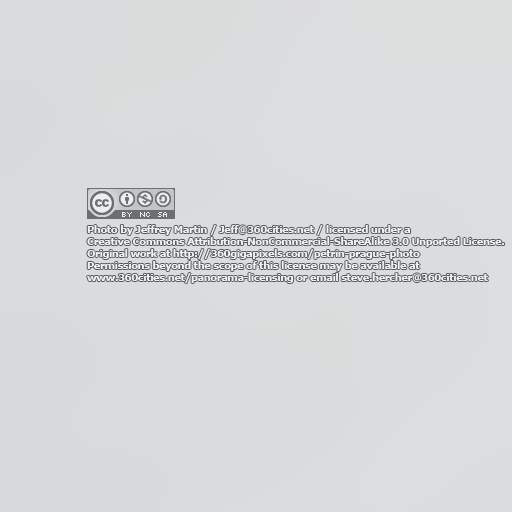 cc BY NC SA
Photo by Jeffrey Martin / Jeff@360cities.net / licensed under a
Creative Commons Attribution-NonCommercial-ShareAlike 3.0 Unported License.
Original work at http://360gigapixels.com/petrin-prague-photo
Permissions beyond the scope of this license may be available at
www.360cities.net/panorama-licensing or email steve.hercher@360cities.net